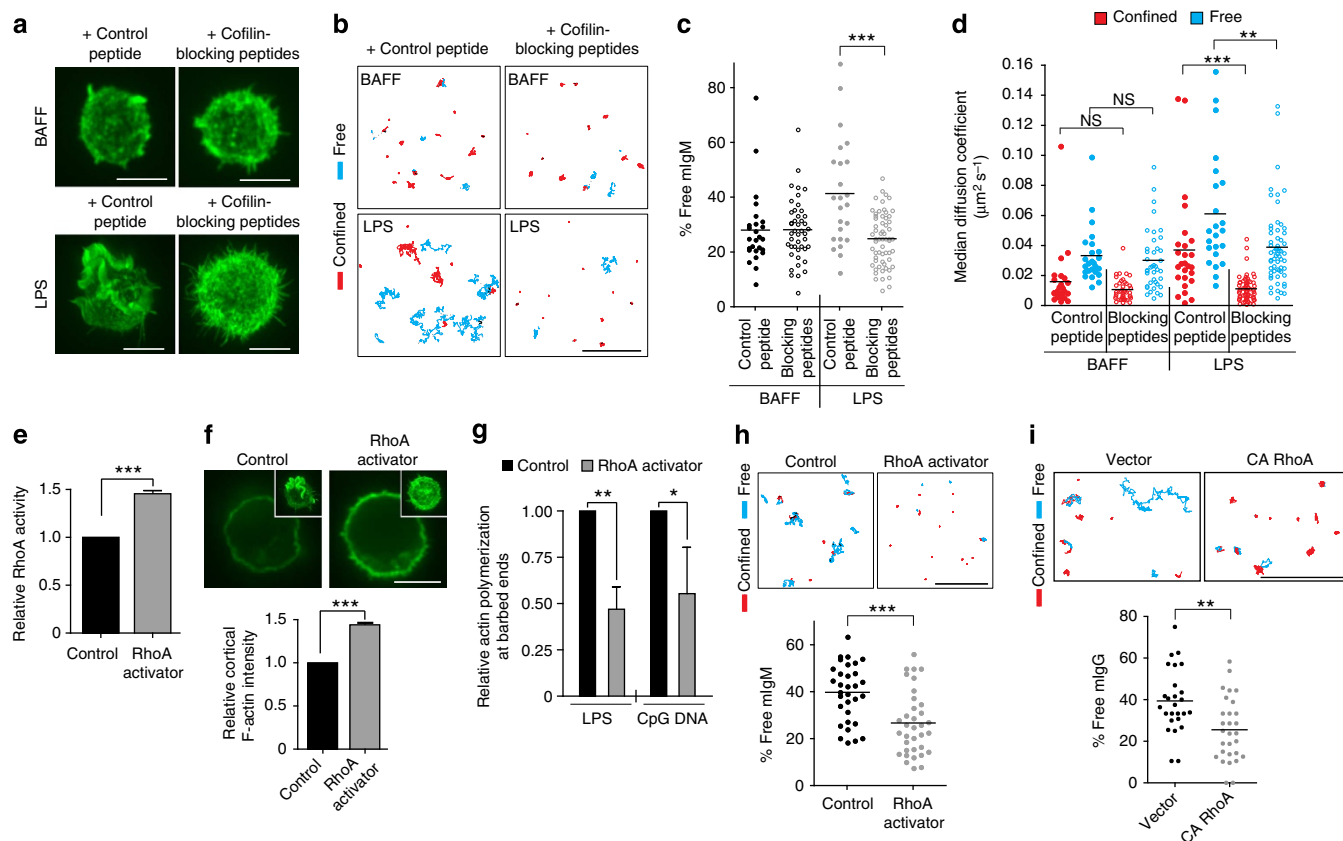 a
+ Control
peptide
+ Cofilin-
blocking peptides
BAFF
+ Control
peptide
+ Cofilin-
blocking peptides
LPS
b
+ Control peptide
+ Cofilin-
blocking peptides
Confined
Free
BAFF
BAFF
LPS
LPS
c
***
% Free mIgM
80
60
40
20
0
Control
peptide
Blocking
peptides
Control
peptide
Blocking
peptides
BAFF
LPS
d
Confined
Free
**
***
NS
NS
Median diffusion coefficient
(µm² s⁻¹)
0.16
0.14
0.12
0.10
0.08
0.06
0.04
0.02
0
Control
peptide
Blocking
peptides
Control
peptide
Blocking
peptides
BAFF
LPS
e
***
Relative RhoA activity
1.5
1.0
0.5
0
Control
RhoA
activator
f
Control
RhoA
activator
***
Relative cortical
F-actin intensity
1.5
1.0
0.5
0
Control
RhoA
activator
g
Control
RhoA activator
**
*
Relative actin polymerization
at barbed ends
1.00
0.75
0.50
0.25
0
LPS
CpG DNA
h
Control
RhoA activator
Confined
Free
***
% Free mIgM
60
40
20
0
Control
RhoA
activator
i
Vector
CA RhoA
Confined
Free
**
% Free mIgG
80
60
40
20
0
Vector
CA RhoA